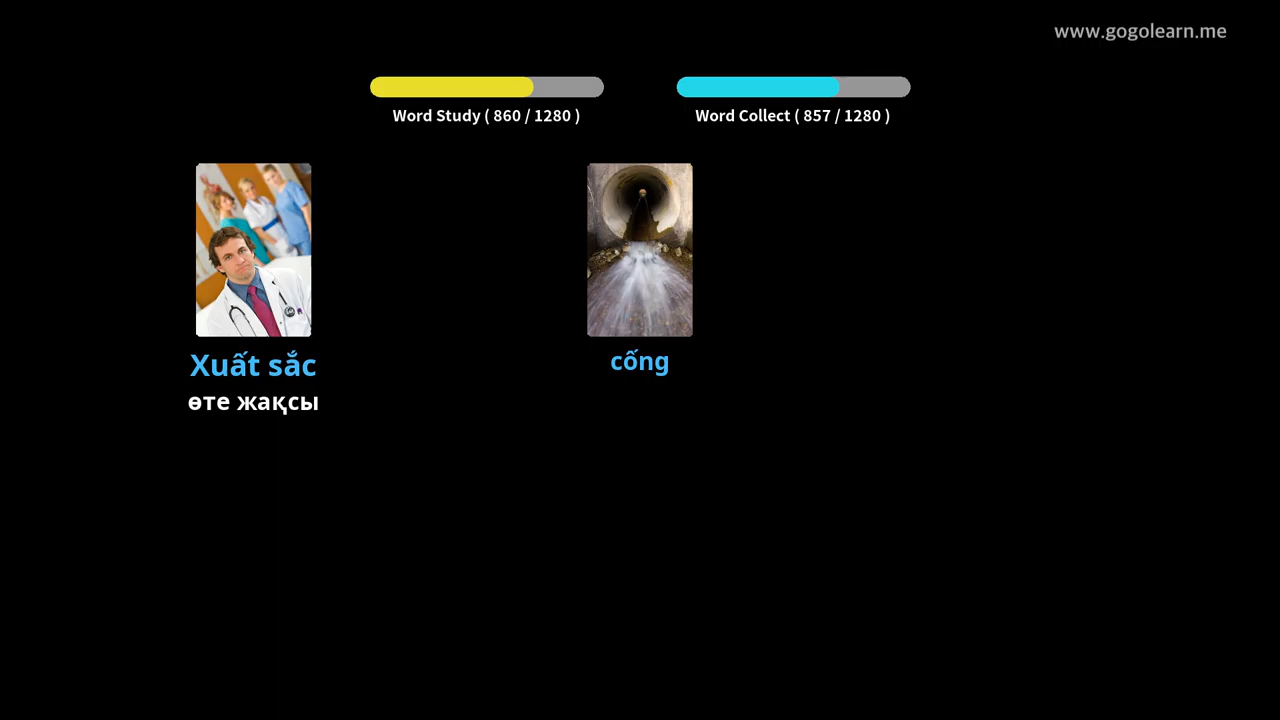 www.gogolearn.me
Word Study ( 860 / 1280 )
Word Collect ( 857 / 1280 )
Xuất sắc
өте жақсы
cống